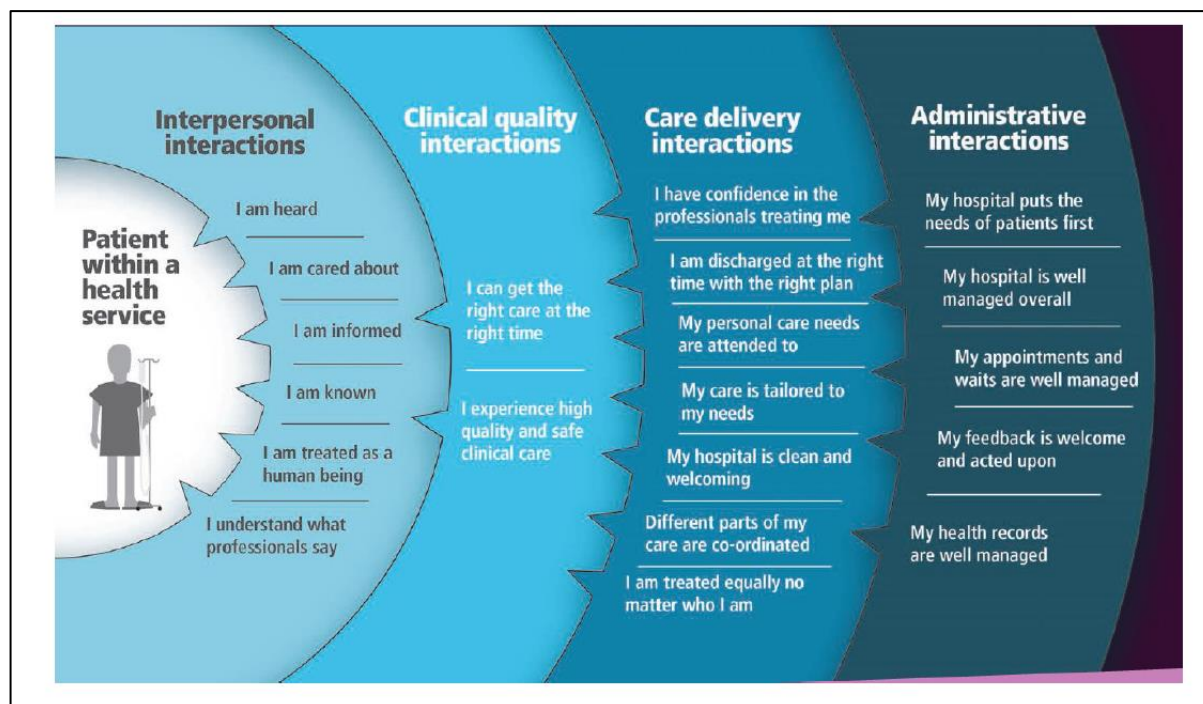 Patient
within a
health
service
Interpersonal
interactions
I am heard
I am cared about
I am informed
I am known
I am treated as a
human being
I understand what
professionals say
Clinical quality
interactions
I can get the
right care at the
right time
I experience high
quality and safe
clinical care
Care delivery
interactions
I have confidence in the
professionals treating me
I am discharged at the right
time with the right plan
My personal care needs
are attended to
My care is tailored to
my needs
My hospital is clean and
welcoming
Different parts of my
care are co-ordinated
I am treated equally no
matter who I am
Administrative
interactions
My hospital puts the
needs of patients first
My hospital is well
managed overall
My appointments and
waits are well managed
My feedback is welcome
and acted upon
My health records
are well managed